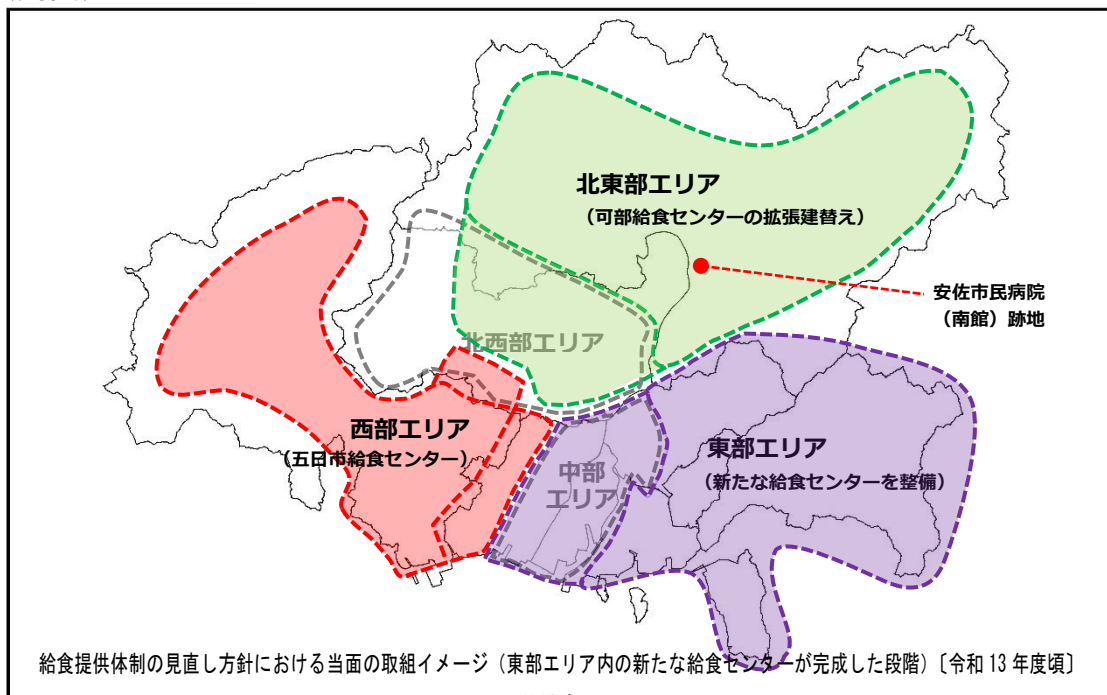 北東部エリア
（可部給食センターの拡張建替え）
安佐市民病院
（南館）跡地
北西部エリア
西部エリア
（五日市給食センター）
中部
エリア
東部エリア
（新たな給食センターを整備）
給食提供体制の見直し方針における当面の取組イメージ（東部エリア内の新たな給食センターが完成した段階）〔令和 13 年度頃〕